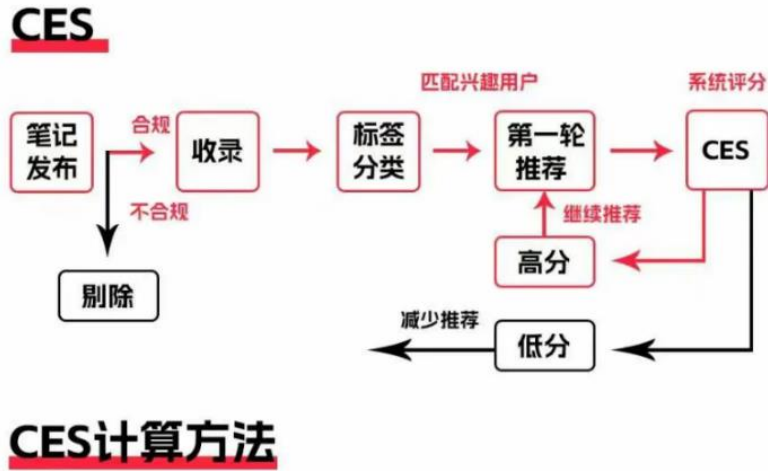 CES
匹配兴趣用户
系统评分
笔记
发布
合规
收录
标签
分类
第一轮
推荐
CES
不合规
继续推荐
剔除
高分
减少推荐
低分
CES计算方法